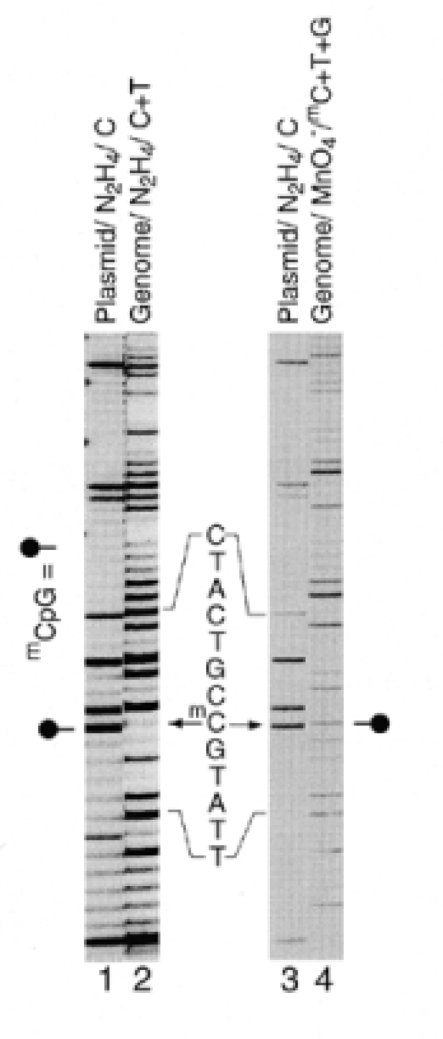 Plasmid/ N₂H₄/ C
Genome/ N₂H₄/ C+T
Plasmid/ N₂H₄/ C
Genome/ MnO₄⁻/ᵐC+T+G
ᵐCpG =
C
T
A
C
T
G
C
ᵐC
G
T
A
T
T
1 2
3 4